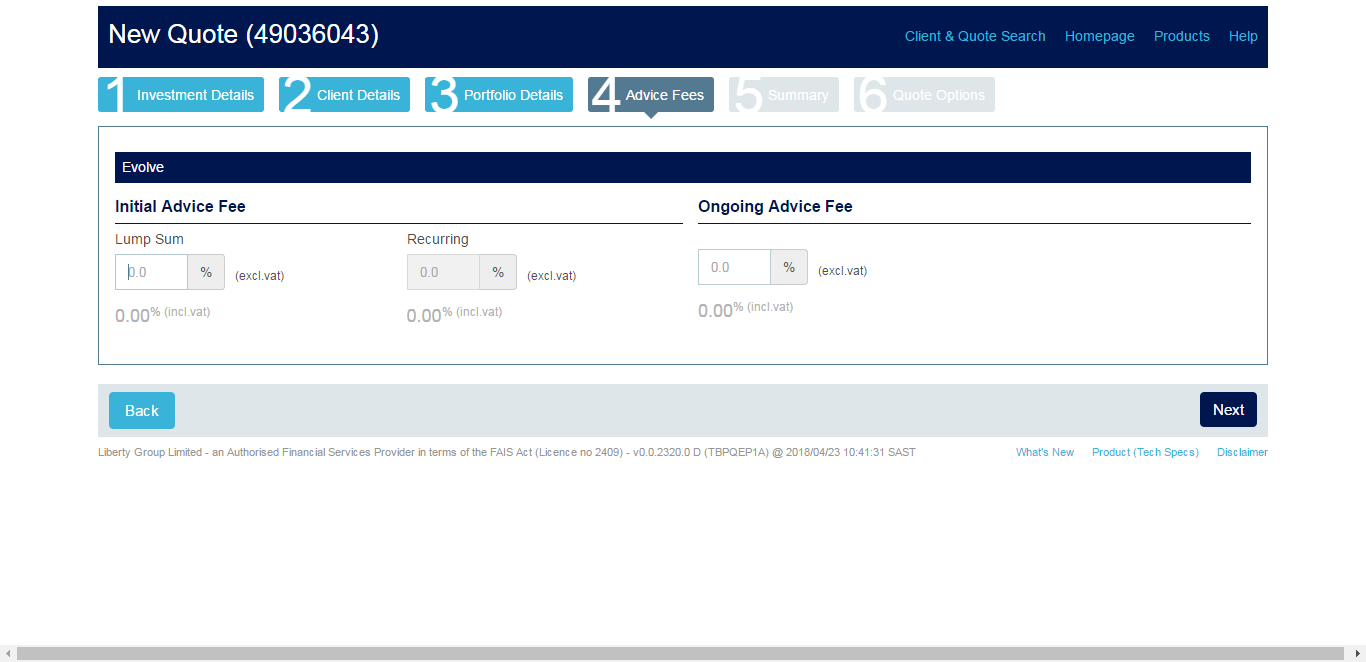 New Quote (49036043)
Client & Quote Search Homepage Products Help
1 Investment Details 2 Client Details 3 Portfolio Details 4 Advice Fees 5 Summary 6 Quote Options
Evolve
Initial Advice Fee Ongoing Advice Fee
Lump Sum Recurring
0.0 % (excl.vat) 0.0 % (excl.vat) 0.0 % (excl.vat)
0.00% (incl.vat) 0.00% (incl.vat) 0.00% (incl.vat)
Back Next
Liberty Group Limited - an Authorised Financial Services Provider in terms of the FAIS Act (Licence no 2409) - v0.0.2320.0 D (TBPQEP1A) @ 2018/04/23 10:41:31 SAST What's New Product (Tech Specs) Disclaimer